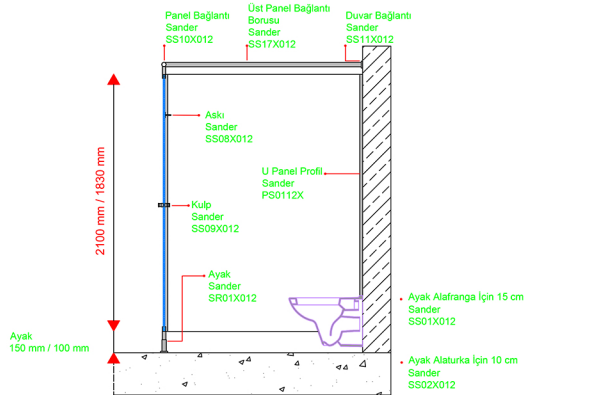 Panel Bağlantı
Sander
SS10X012
Üst Panel Bağlantı
Borusu
Sander
SS17X012
Duvar Bağlantı
Sander
SS11X012
Askı
Sander
SS08X012
U Panel Profil
Sander
PS0112X
2100 mm / 1830 mm
Kulp
Sander
SS09X012
Ayak
Sander
SR01X012
Ayak Alafranga İçin 15 cm
Sander
SS01X012
Ayak
150 mm / 100 mm
Ayak Alaturka İçin 10 cm
Sander
SS02X012